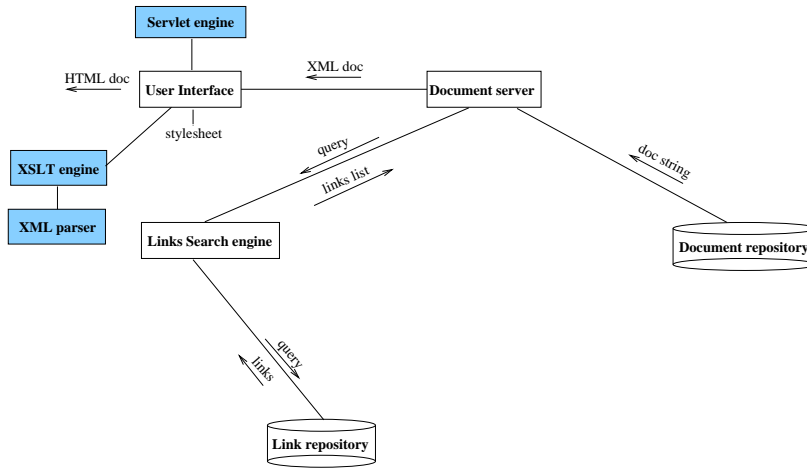 Servlet engine
HTML doc
User Interface
XML doc
Document server
stylesheet
query
links list
doc string
XSLT engine
XML parser
Links Search engine
Document repository
query
links
Link repository